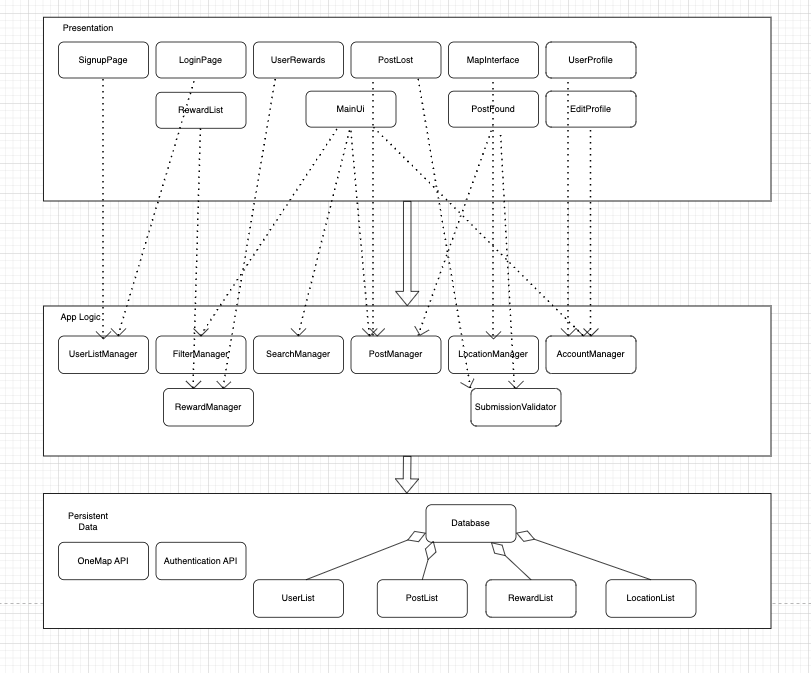 Presentation
SignupPage
LoginPage
UserRewards
PostLost
MapInterface
UserProfile
RewardList
MainUi
PostFound
EditProfile
App Logic
UserListManager
FilterManager
SearchManager
PostManager
LocationManager
AccountManager
RewardManager
SubmissionValidator
Persistent
Data
Database
OneMap API
Authentication API
UserList
PostList
RewardList
LocationList